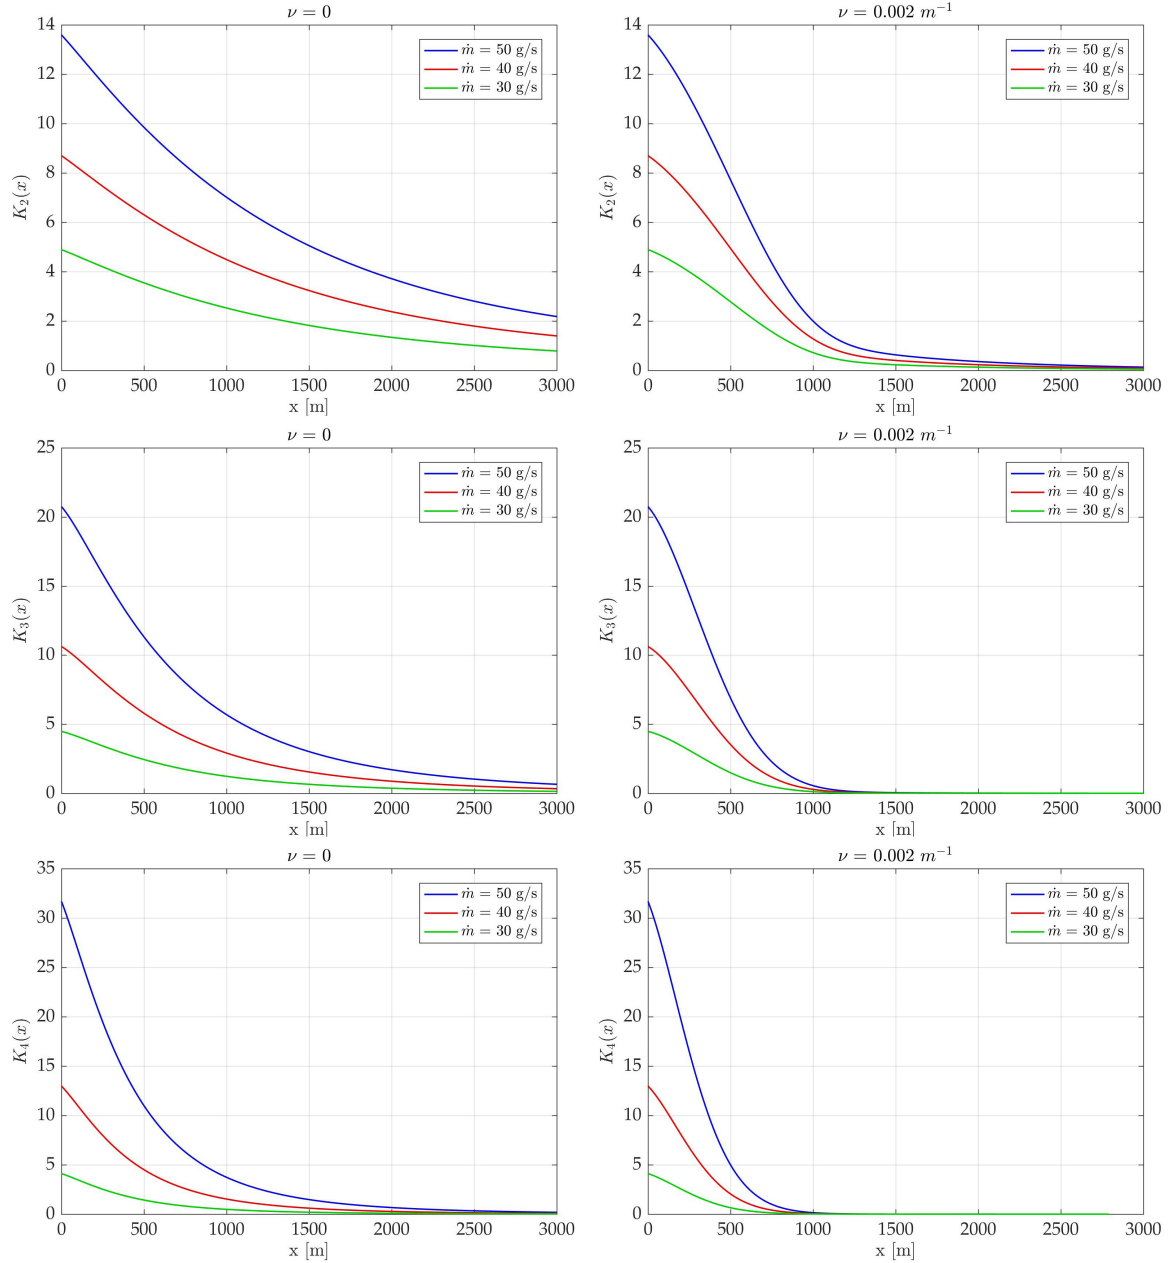 ν = 0
14
12
10
8
6
4
2
0
K₂(x)
ṁ = 50 g/s
ṁ = 40 g/s
ṁ = 30 g/s
0 500 1000 1500 2000 2500 3000
x [m]
ν = 0.002 m⁻¹
14
12
10
8
6
4
2
0
K₂(x)
ṁ = 50 g/s
ṁ = 40 g/s
ṁ = 30 g/s
0 500 1000 1500 2000 2500 3000
x [m]
ν = 0
25
20
15
10
5
0
K₃(x)
ṁ = 50 g/s
ṁ = 40 g/s
ṁ = 30 g/s
0 500 1000 1500 2000 2500 3000
x [m]
ν = 0.002 m⁻¹
25
20
15
10
5
0
K₃(x)
ṁ = 50 g/s
ṁ = 40 g/s
ṁ = 30 g/s
0 500 1000 1500 2000 2500 3000
x [m]
ν = 0
35
30
25
20
15
10
5
0
K₄(x)
ṁ = 50 g/s
ṁ = 40 g/s
ṁ = 30 g/s
0 500 1000 1500 2000 2500 3000
x [m]
ν = 0.002 m⁻¹
35
30
25
20
15
10
5
0
K₄(x)
ṁ = 50 g/s
ṁ = 40 g/s
ṁ = 30 g/s
0 500 1000 1500 2000 2500 3000
x [m]